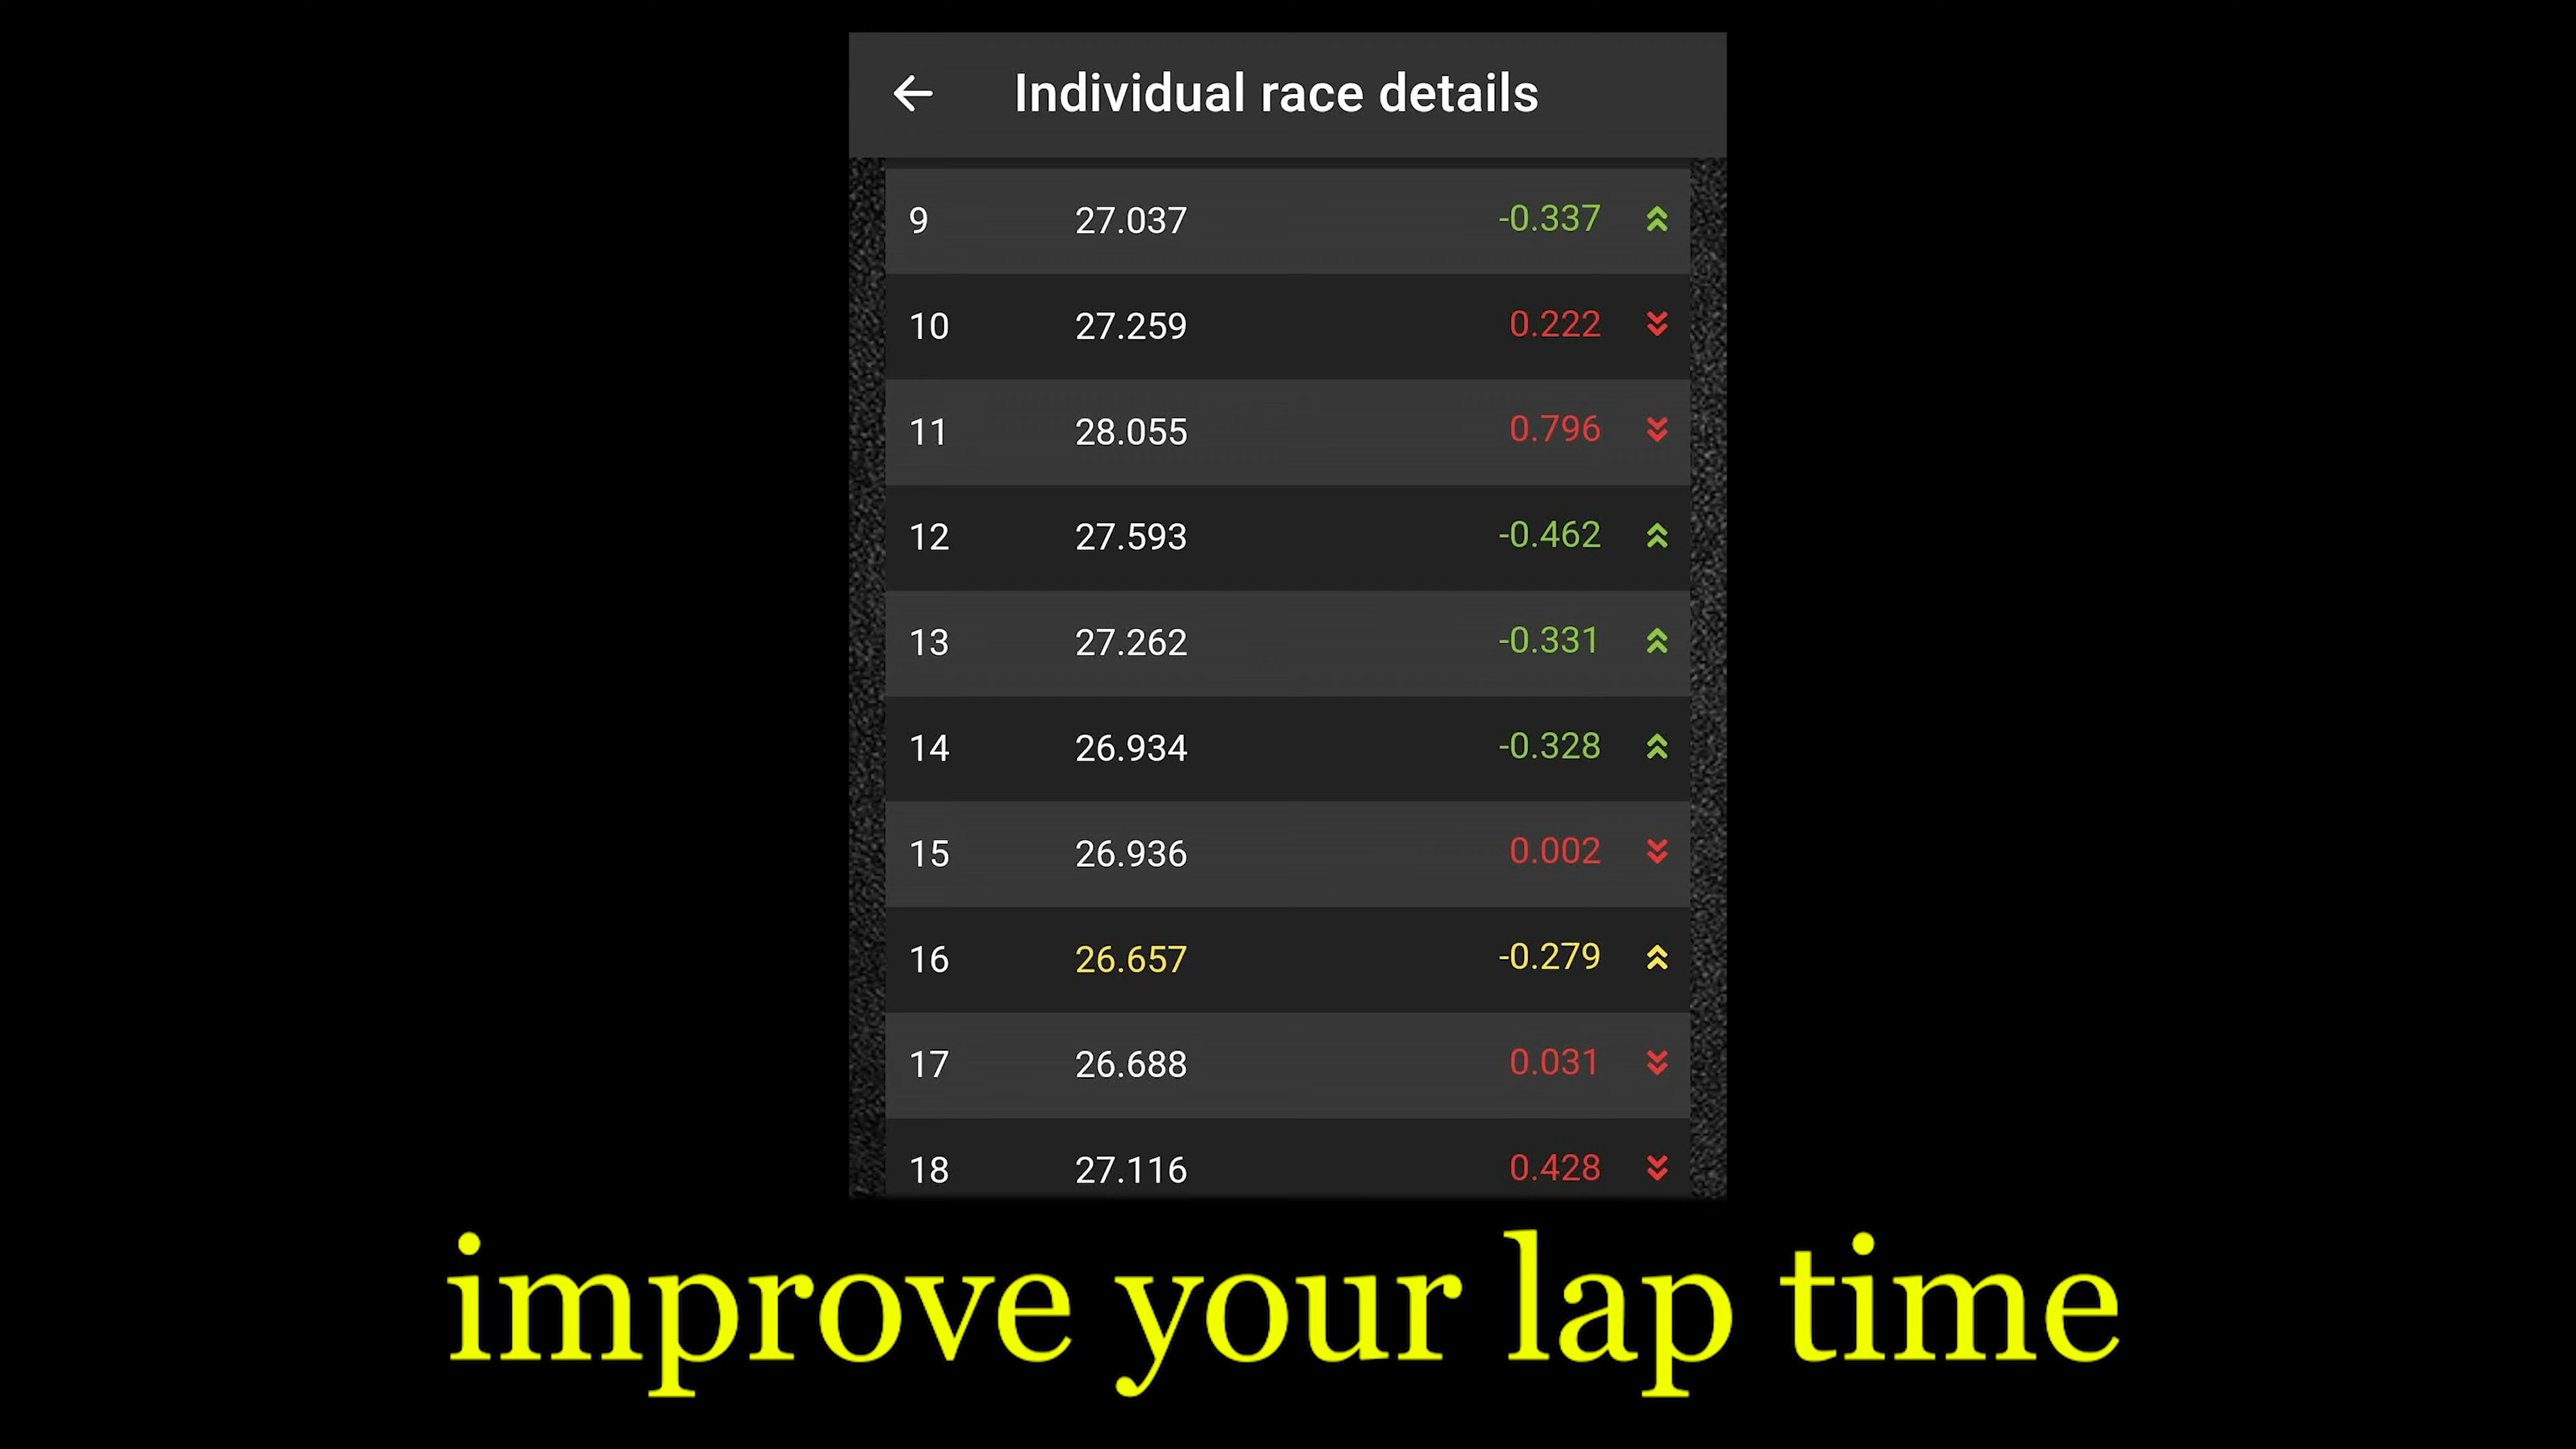 Individual race details
9 27.037 -0.337
10 27.259 0.222
11 28.055 0.796
12 27.593 -0.462
13 27.262 -0.331
14 26.934 -0.328
15 26.936 0.002
16 26.657 -0.279
17 26.688 0.031
18 27.116 0.428
improve your lap time